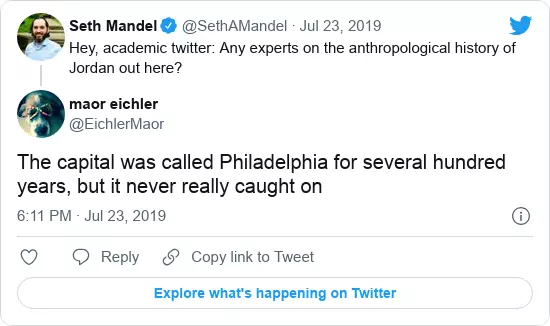 Seth Mandel @SethAMandel · Jul 23, 2019
Hey, academic twitter: Any experts on the anthropological history of
Jordan out here?
maor eichler
@EichlerMaor
The capital was called Philadelphia for several hundred
years, but it never really caught on
6:11 PM · Jul 23, 2019
Reply Copy link to Tweet
Explore what's happening on Twitter